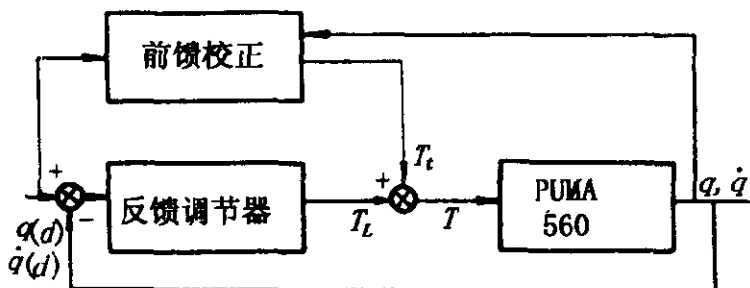 前馈校正
T_t
+
反馈调节器
T_L
+
T
PUMA
560
q, q̇
−
q(d)
q̇(d)